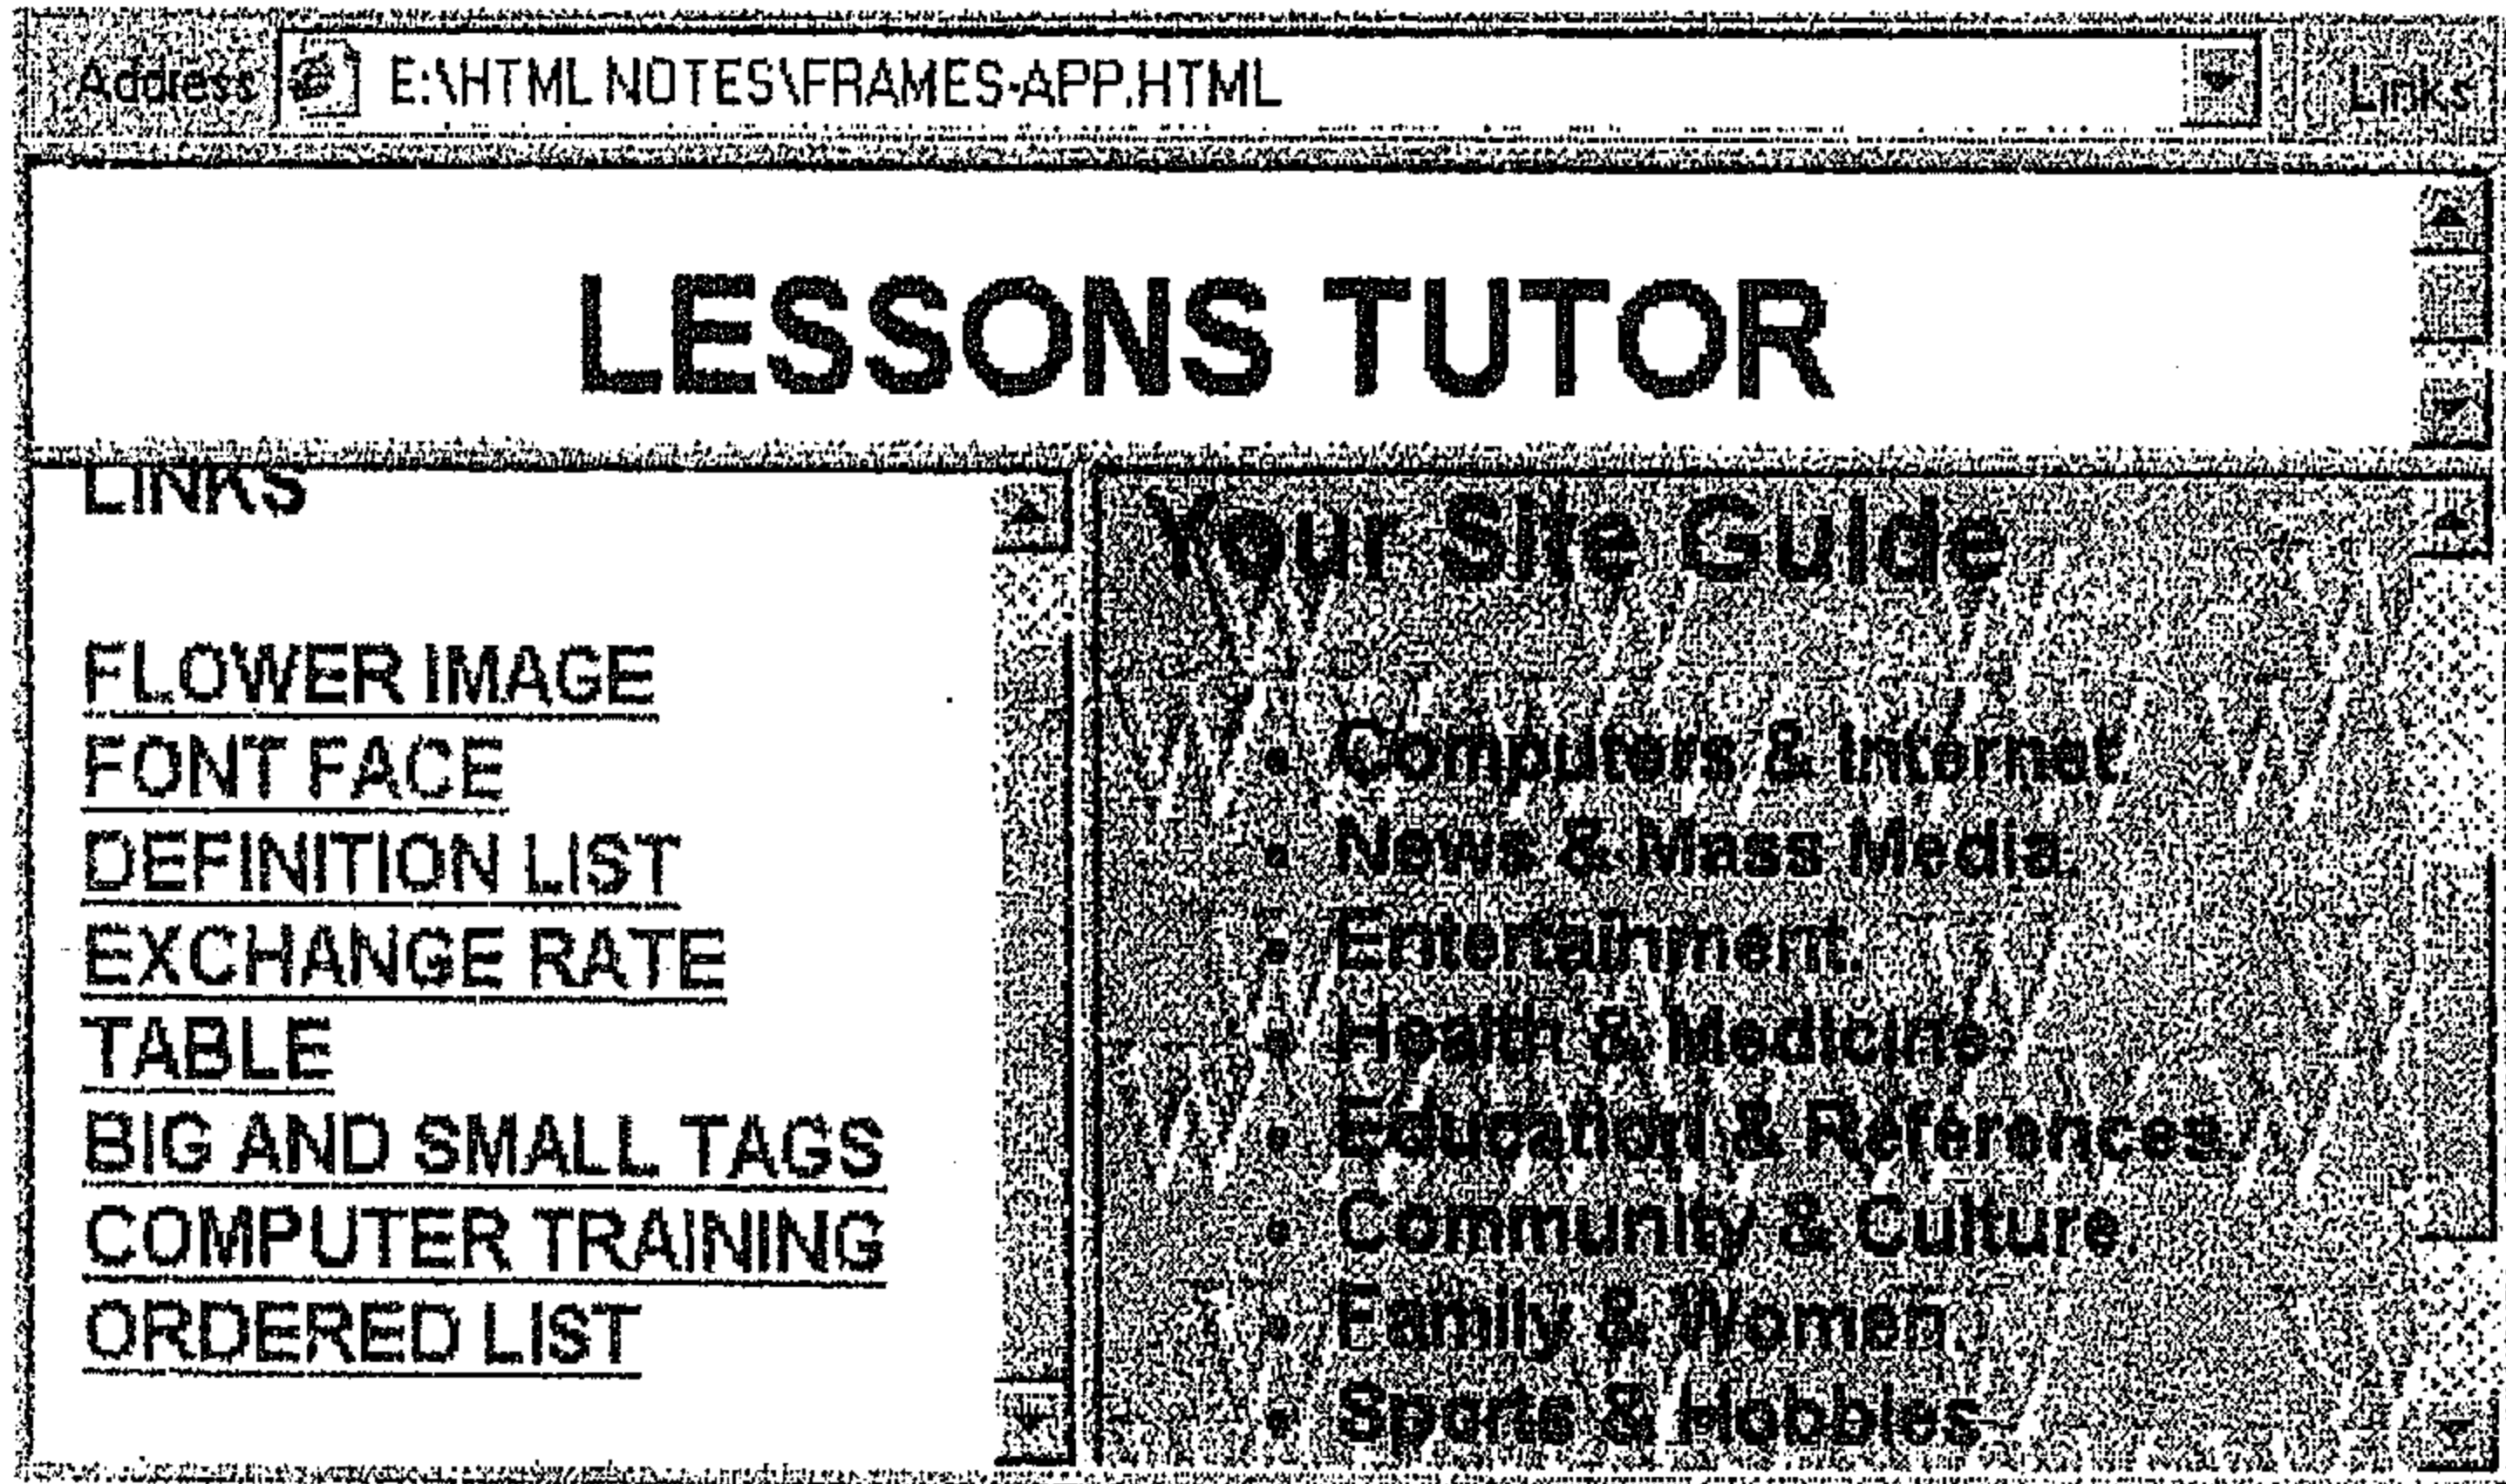 Address E:\HTML NOTES\FRAMES-APP.HTML Links
LESSONS TUTOR
LINKS
FLOWER IMAGE
FONT FACE
DEFINITION LIST
EXCHANGE RATE
TABLE
BIG AND SMALL TAGS
COMPUTER TRAINING
ORDERED LIST
Your Site Guide
• Computers & Internet.
• News & Mass Media.
• Entertainment.
• Health & Medicine.
• Education & References.
• Community & Culture.
• Family & Women.
• Sports & Hobbies